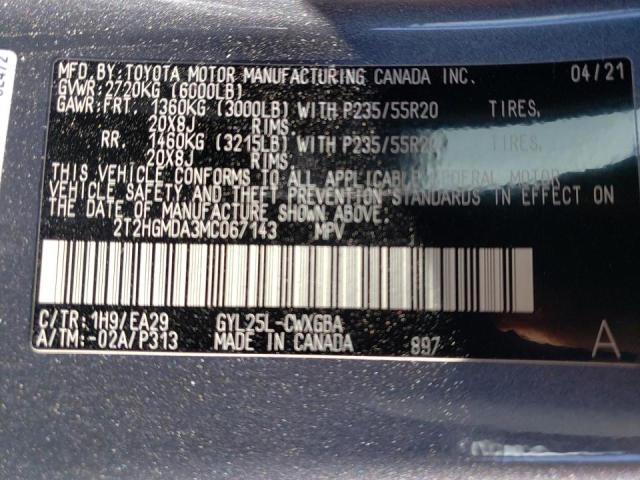 MFD.BY: TOYOTA MOTOR MANUFACTURING CANADA INC. 04/21
GVWR: 2720KG (6000LB)
GAWR: FRT. 1360KG (3000LB) WITH P235/55R20 TIRES,
20X8J RIMS,
RR. 1460KG (3215LB) WITH P235/55R20 TIRES,
20X8J RIMS.
THIS VEHICLE CONFORMS TO ALL APPLICABLE FEDERAL MOTOR
VEHICLE SAFETY AND THEFT PREVENTION STANDARDS IN EFFECT ON
THE DATE OF MANUFACTURE SHOWN ABOVE.
2T2HGMDA3MC067143 MPV
C/TR: 1H9/EA29 GYL25L-CWXGBA
A/TM: -02A/P313 MADE IN CANADA 897 A